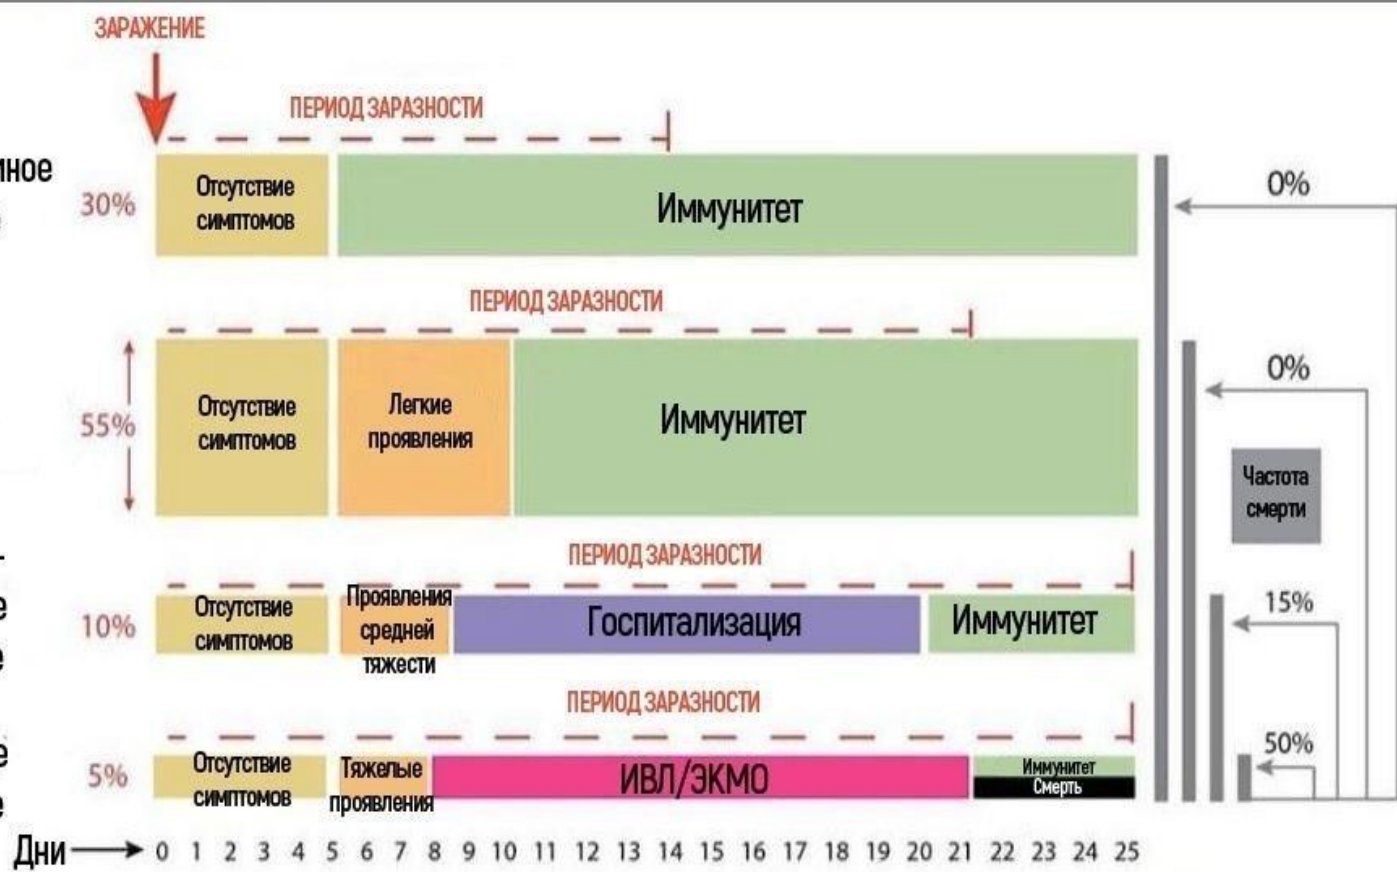 ЗАРАЖЕНИЕ
ПЕРИОД ЗАРАЗНОСТИ
30%
Отсутствие
симптомов
Иммунитет
0%
ПЕРИОД ЗАРАЗНОСТИ
55%
Отсутствие
симптомов
Легкие
проявления
Иммунитет
0%
Частота
смерти
ПЕРИОД ЗАРАЗНОСТИ
10%
Отсутствие
симптомов
Проявления
средней
тяжести
Госпитализация
Иммунитет
15%
ПЕРИОД ЗАРАЗНОСТИ
5%
Отсутствие
симптомов
Тяжелые
проявления
ИВЛ/ЭКМО
Иммунитет
Смерть
50%
Дни 0 1 2 3 4 5 6 7 8 9 10 11 12 13 14 15 16 17 18 19 20 21 22 23 24 25